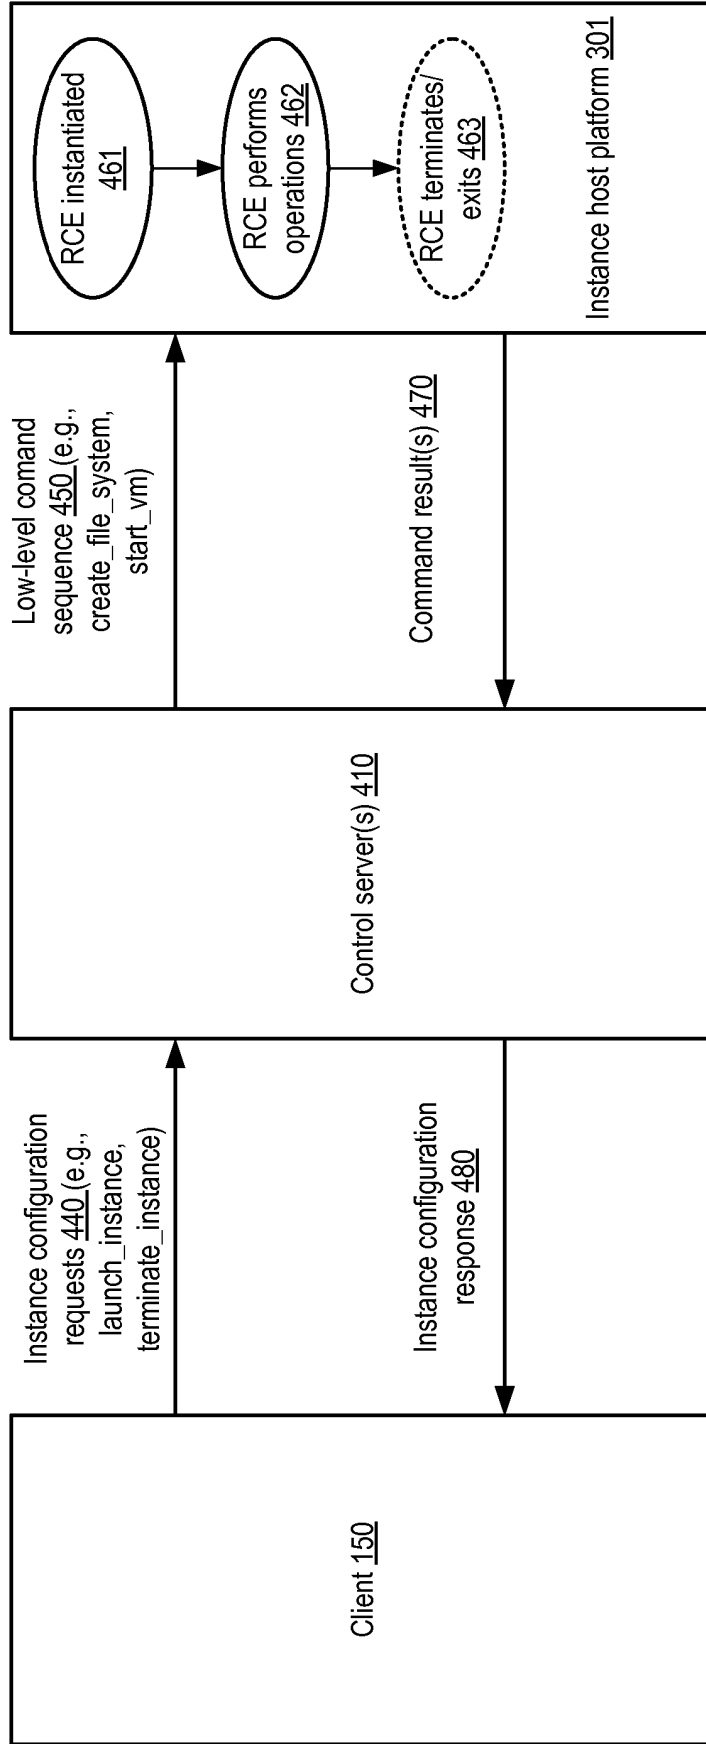 Client 150
Instance configuration
requests 440 (e.g.,
launch_instance,
terminate_instance)
Instance configuration
response 480
Control server(s) 410
Low-level comand
sequence 450 (e.g.,
create_file_system,
start_vm)
Command result(s) 470
RCE instantiated
461
RCE performs
operations 462
RCE terminates/
exits 463
Instance host platform 301